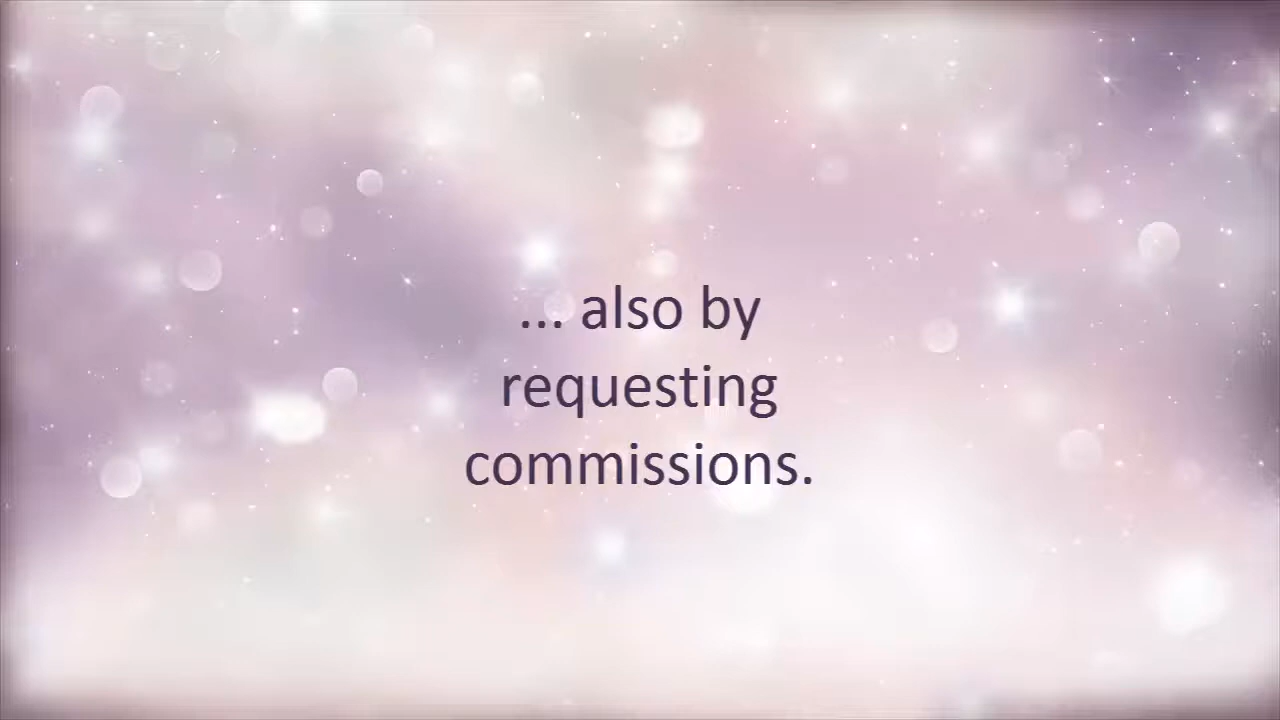 ... also by
requesting
commissions.